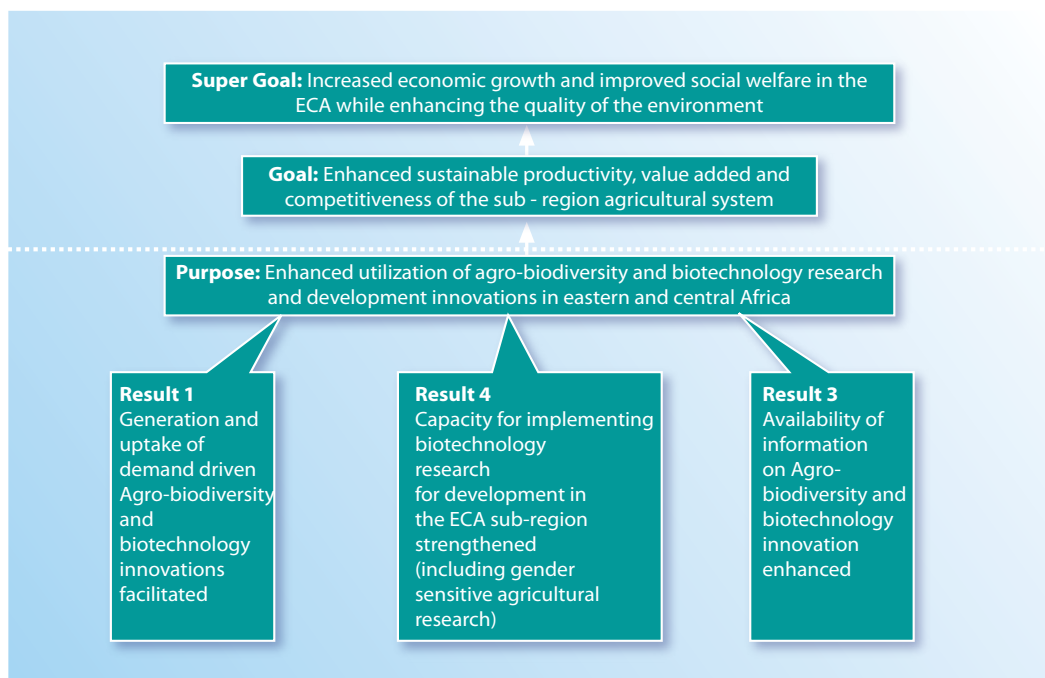 Super Goal: Increased economic growth and improved social welfare in the
ECA while enhancing the quality of the environment
Goal: Enhanced sustainable productivity, value added and
competitiveness of the sub - region agricultural system
Purpose: Enhanced utilization of agro-biodiversity and biotechnology research
and development innovations in eastern and central Africa
Result 1
Generation and
uptake of
demand driven
Agro-biodiversity
and
biotechnology
innovations
facilitated
Result 4
Capacity for implementing
biotechnology
research
for development in
the ECA sub-region
strengthened
(including gender
sensitive agricultural
research)
Result 3
Availability of
information
on Agro-
biodiversity and
biotechnology
innovation
enhanced